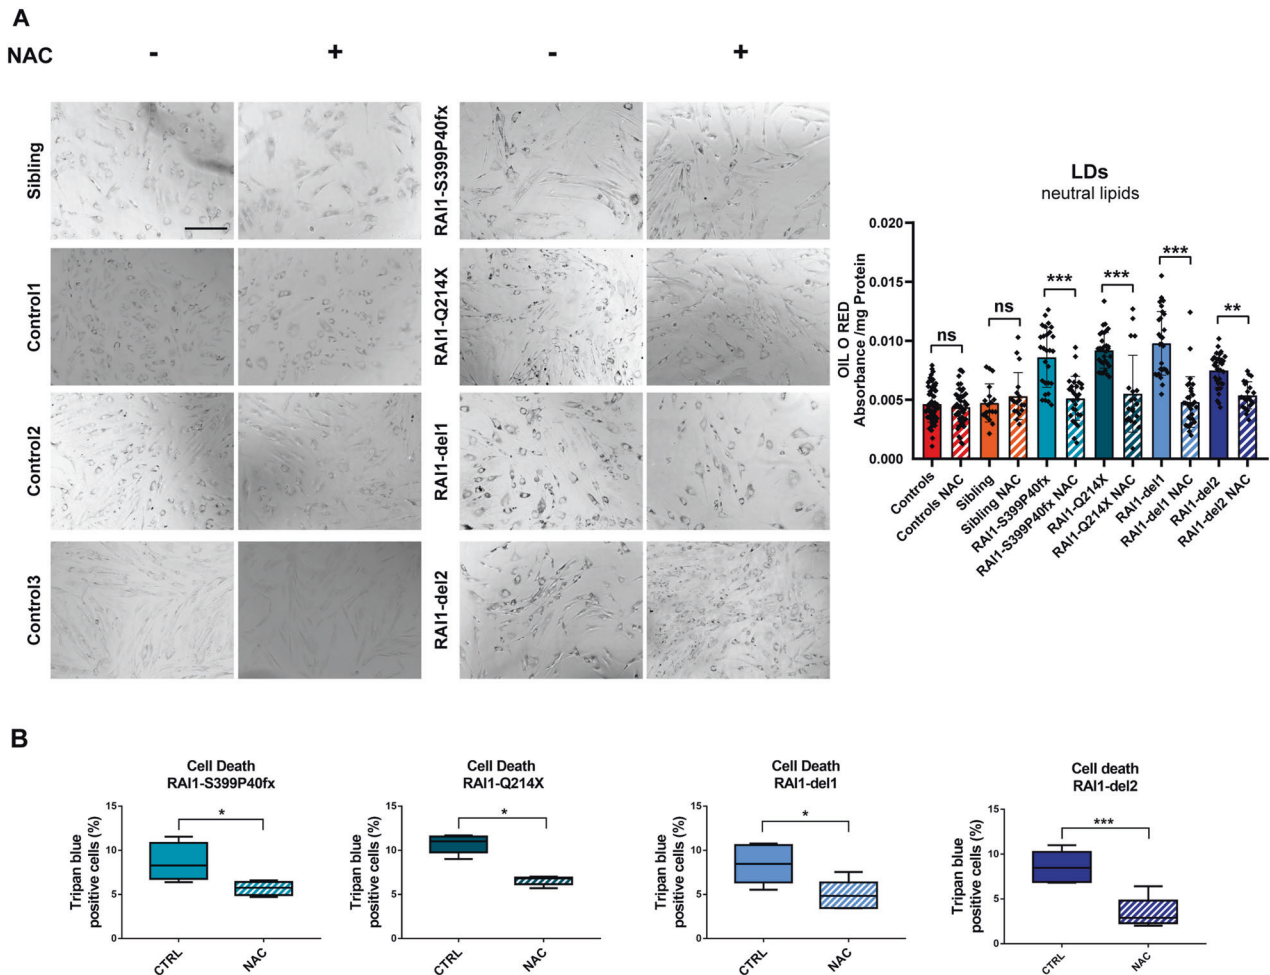 A
NAC - + - +
Sibling
Control1
Control2
Control3
RAI1-S399P40fx
RAI1-Q214X
RAI1-del1
RAI1-del2
LDs
neutral lipids
OIL O RED
Absorbance /mg Protein
0.020
0.015
0.010
0.005
0.000
ns
ns
***
***
***
**
Controls
Controls NAC
Sibling
Sibling NAC
RAI1-S399P40fx
RAI1-S399P40fx NAC
RAI1-Q214X
RAI1-Q214X NAC
RAI1-del1
RAI1-del1 NAC
RAI1-del2
RAI1-del2 NAC
B
Cell Death
RAI1-S399P40fx
Tripan blue
positive cells (%)
15
10
5
0
*
CTRL
NAC
Cell Death
RAI1-Q214X
Tripan blue
positive cells (%)
15
10
5
0
*
CTRL
NAC
Cell Death
RAI1-del1
Tripan blue
positive cells (%)
15
10
5
0
*
CTRL
NAC
Cell death
RAI1-del2
Tripan blue
positive cells (%)
15
10
5
0
***
CTRL
NAC